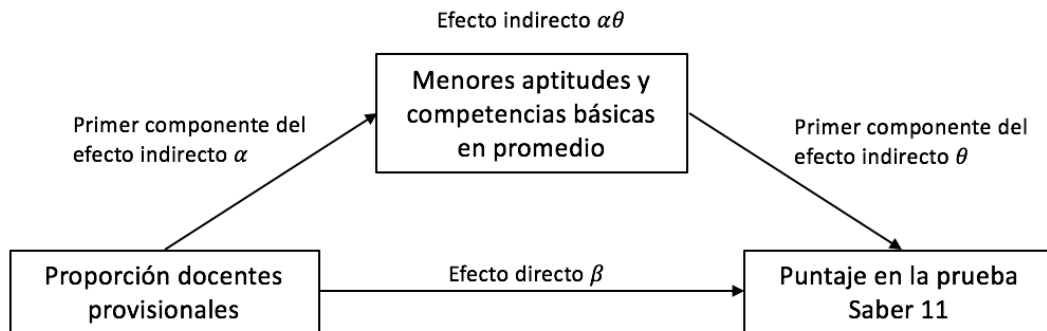 Efecto indirecto αθ
Menores aptitudes y
competencias básicas
en promedio
Primer componente del
efecto indirecto α
Primer componente del
efecto indirecto θ
Proporción docentes
provisionales
Efecto directo β
Puntaje en la prueba
Saber 11